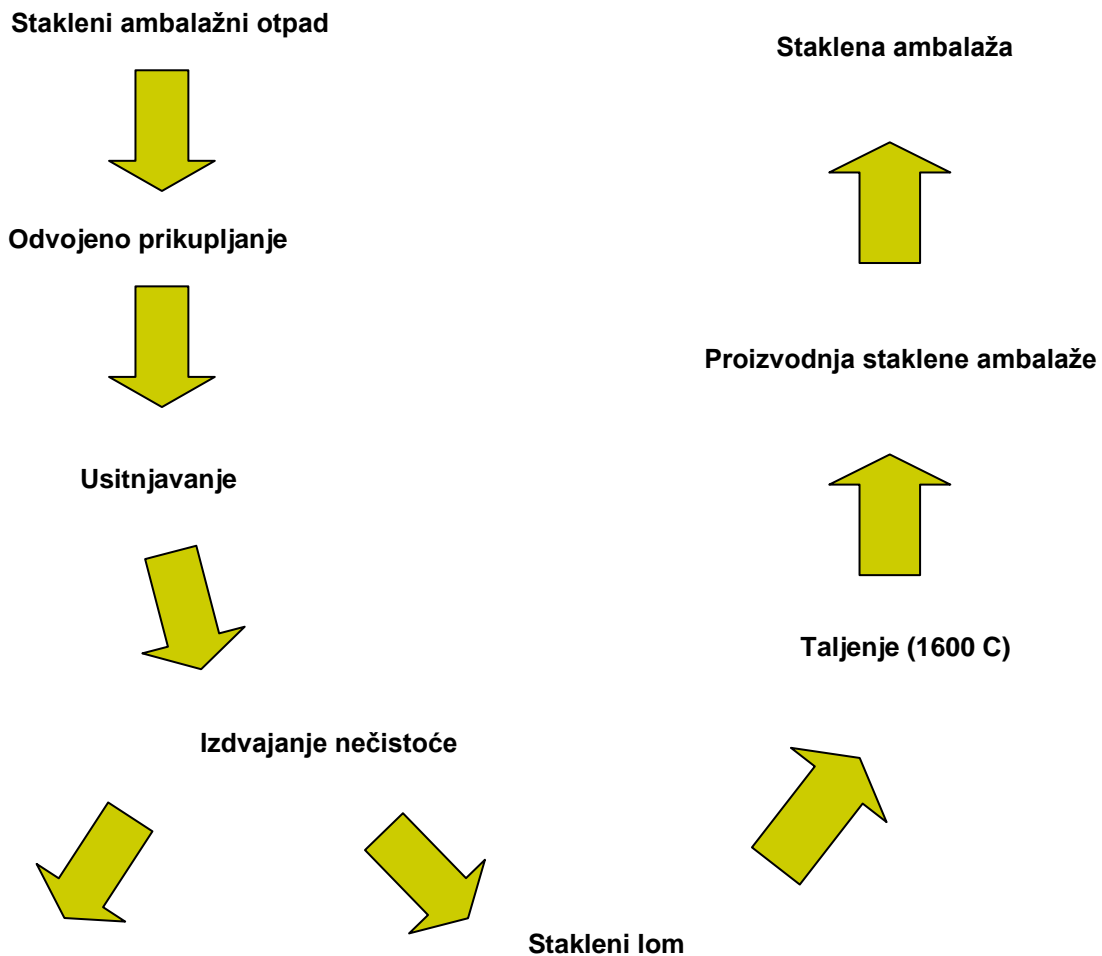 Stakleni ambalažni otpad
Odvojeno prikupljanje
Usitnjavanje
Izdvajanje nečistoće
Stakleni lom
Taljenje (1600 C)
Proizvodnja staklene ambalaže
Staklena ambalaža